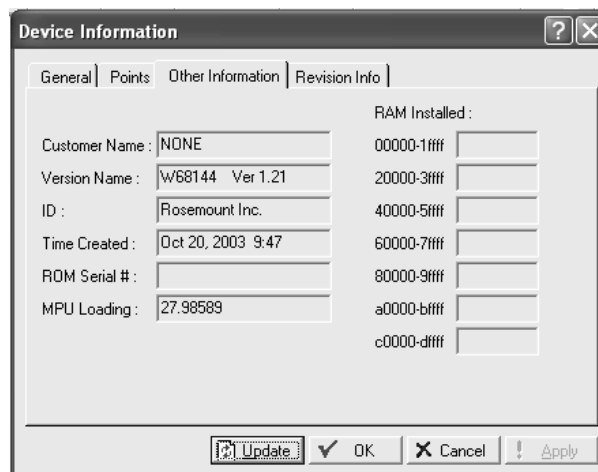 Device Information
General Points Other Information Revision Info
RAM Installed :
Customer Name : NONE 00000-1ffff
Version Name : W68144 Ver 1.21 20000-3ffff
ID : Rosemount Inc. 40000-5ffff
Time Created : Oct 20, 2003 9:47 60000-7ffff
ROM Serial # : 80000-9ffff
MPU Loading : 27.98589 a0000-bffff
c0000-dffff
Update OK Cancel ! Apply